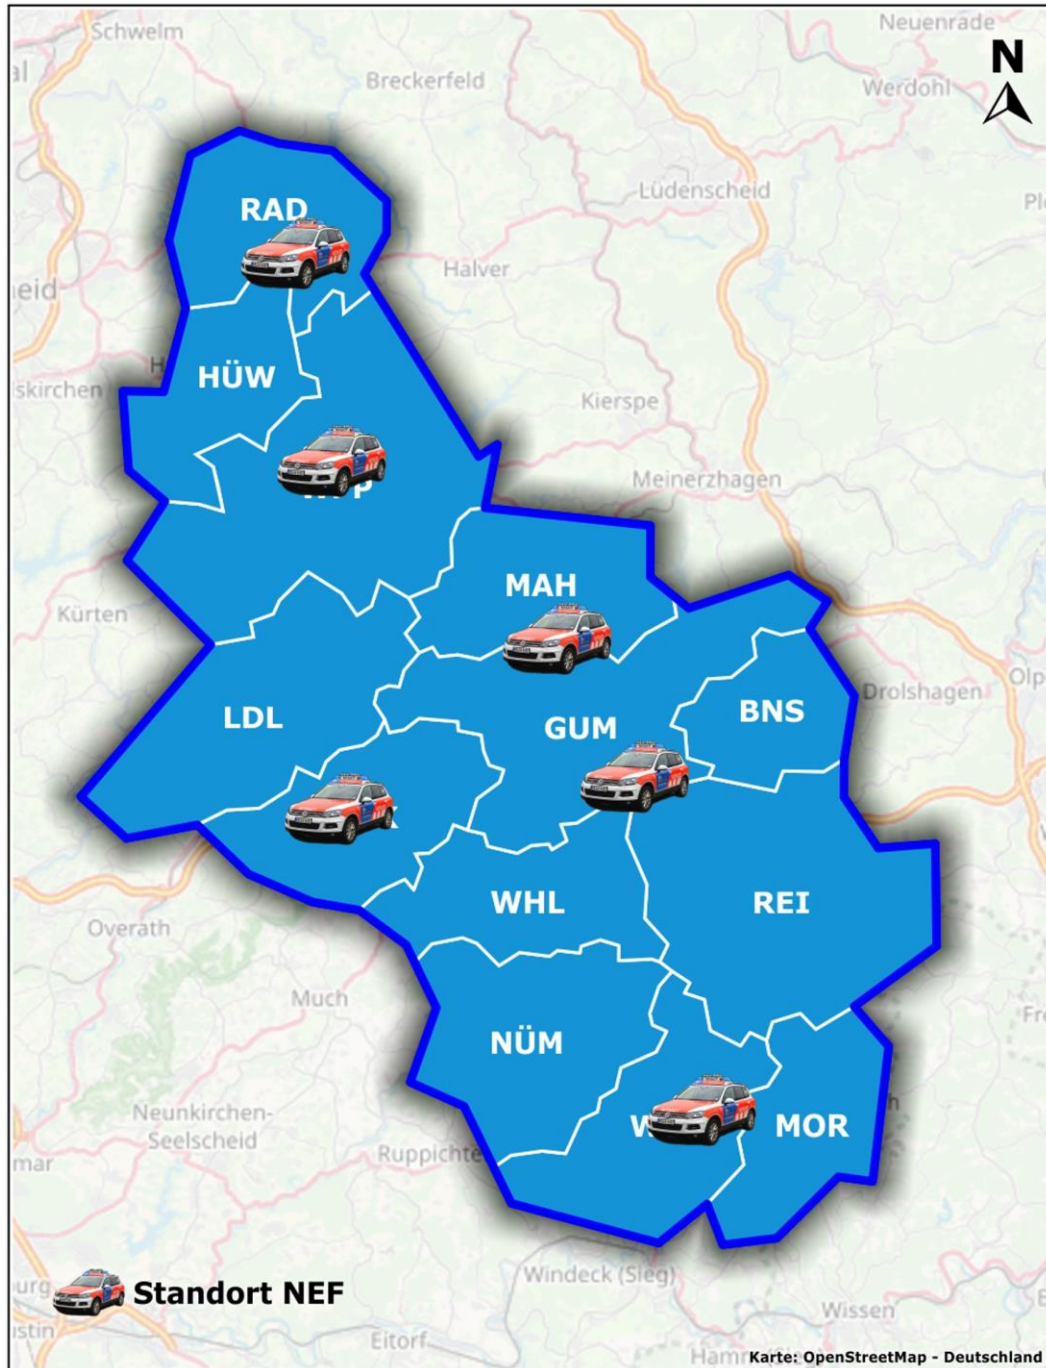 Neuenrade
Schwelm
Breckerfeld
Werdohl
N
Lüdenscheid
RAD
Halver
HÜW
Kierspe
Meinerzhagen
MAH
Kürten
Drolshagen
LDL
GUM
BNS
WHL
REI
Overath
Much
NÜM
Neunkirchen-
Seelscheid
MOR
Windeck (Sieg)
Standort NEF
Wissen
Eitorf
Karte: OpenStreetMap - Deutschland